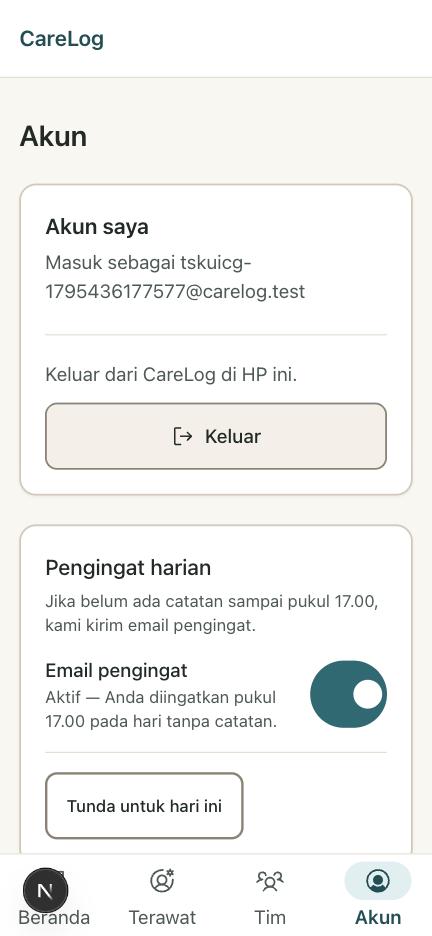 CareLog
Akun
Akun saya
Masuk sebagai tskuicg-
1795436177577@carelog.test
Keluar dari CareLog di HP ini.
Keluar
Pengingat harian
Jika belum ada catatan sampai pukul 17.00,
kami kirim email pengingat.
Email pengingat
Aktif — Anda diingatkan pukul
17.00 pada hari tanpa catatan.
Tunda untuk hari ini
N
Beranda
Terawat
Tim
Akun